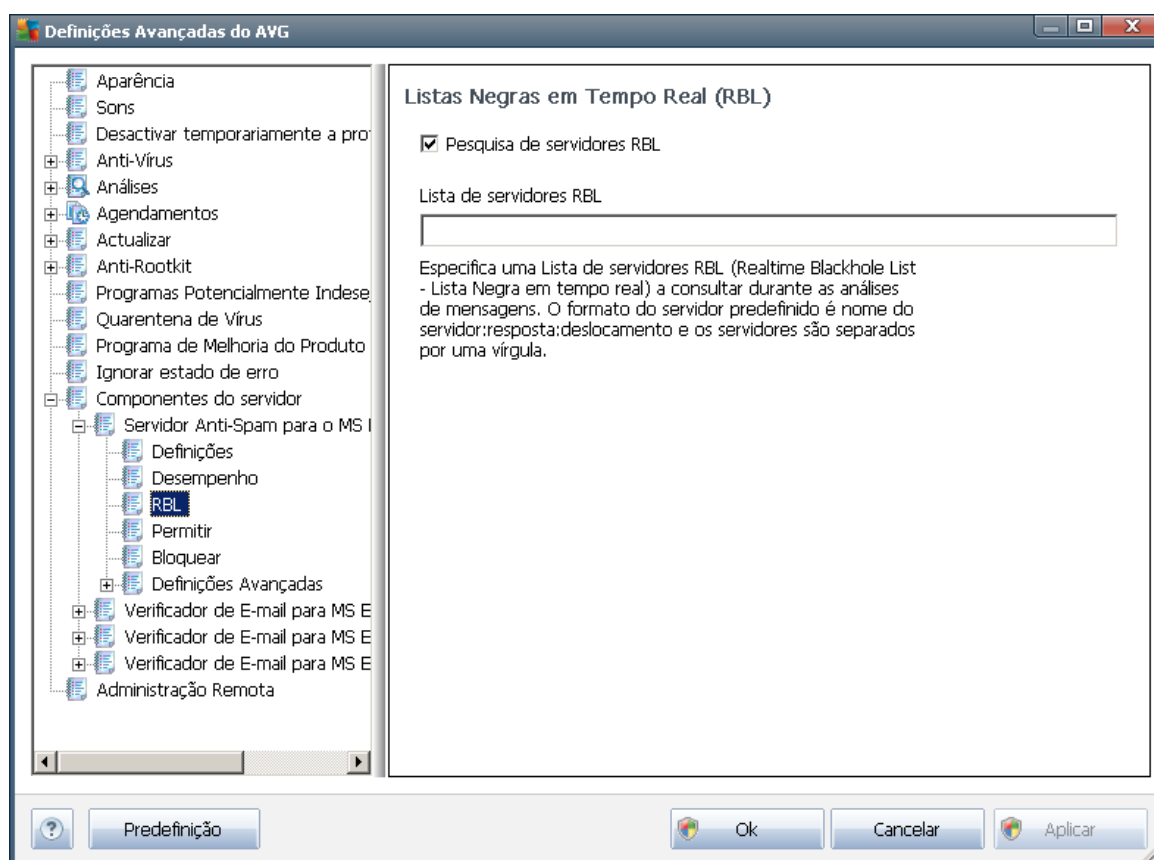 Definições Avançadas do AVG
Aparência
Sons
Desactivar temporariamente a pro
Anti-Vírus
Análises
Agendamentos
Actualizar
Anti-Rootkit
Programas Potencialmente Indese
Quarentena de Vírus
Programa de Melhoria do Produto
Ignorar estado de erro
Componentes do servidor
Servidor Anti-Spam para o MS
Definições
Desempenho
RBL
Permitir
Bloquear
Definições Avançadas
Verificador de E-mail para MS E
Verificador de E-mail para MS E
Verificador de E-mail para MS E
Administração Remota
Listas Negras em Tempo Real (RBL)
Pesquisa de servidores RBL
Lista de servidores RBL
Especifica uma Lista de servidores RBL (Realtime Blackhole List
- Lista Negra em tempo real) a consultar durante as análises
de mensagens. O formato do servidor predefinido é nome do
servidor:resposta:deslocamento e os servidores são separados
por uma vírgula.
?
Predefinição
Ok
Cancelar
Aplicar